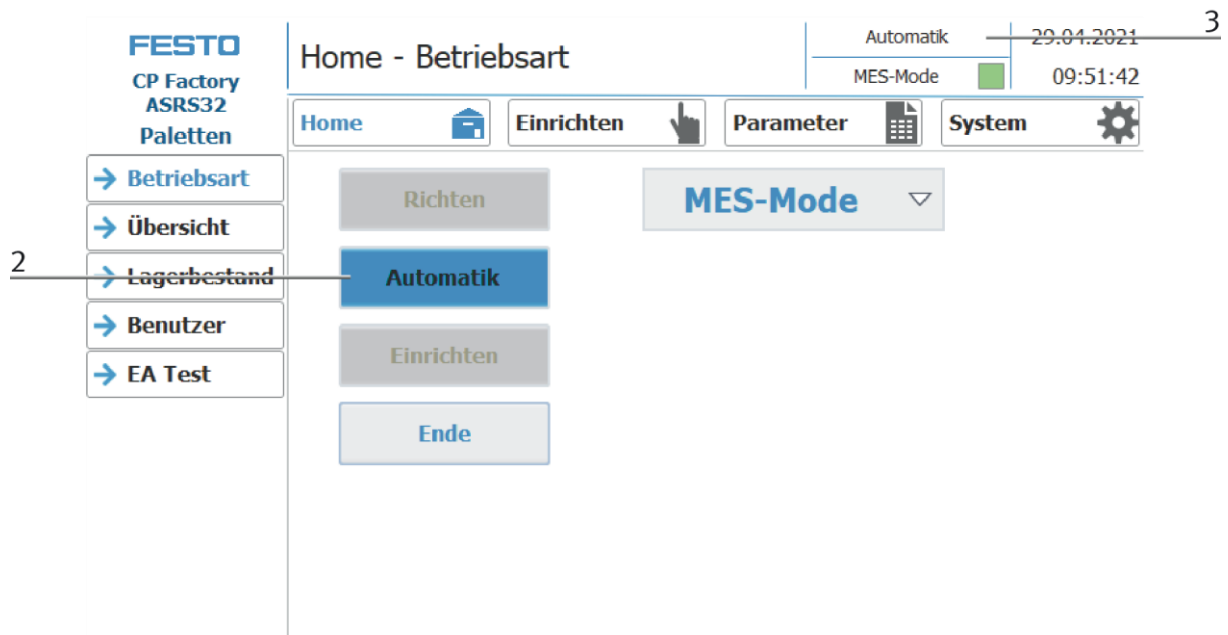 FESTO
CP Factory
ASRS32
Paletten
Home - Betriebsart
Automatik
29.04.2021
MES-Mode
09:51:42
3
Home
Einrichten
Parameter
System
Betriebsart
Übersicht
Lagerbestand
Benutzer
EA Test
2
Richten
MES-Mode
Automatik
Einrichten
Ende